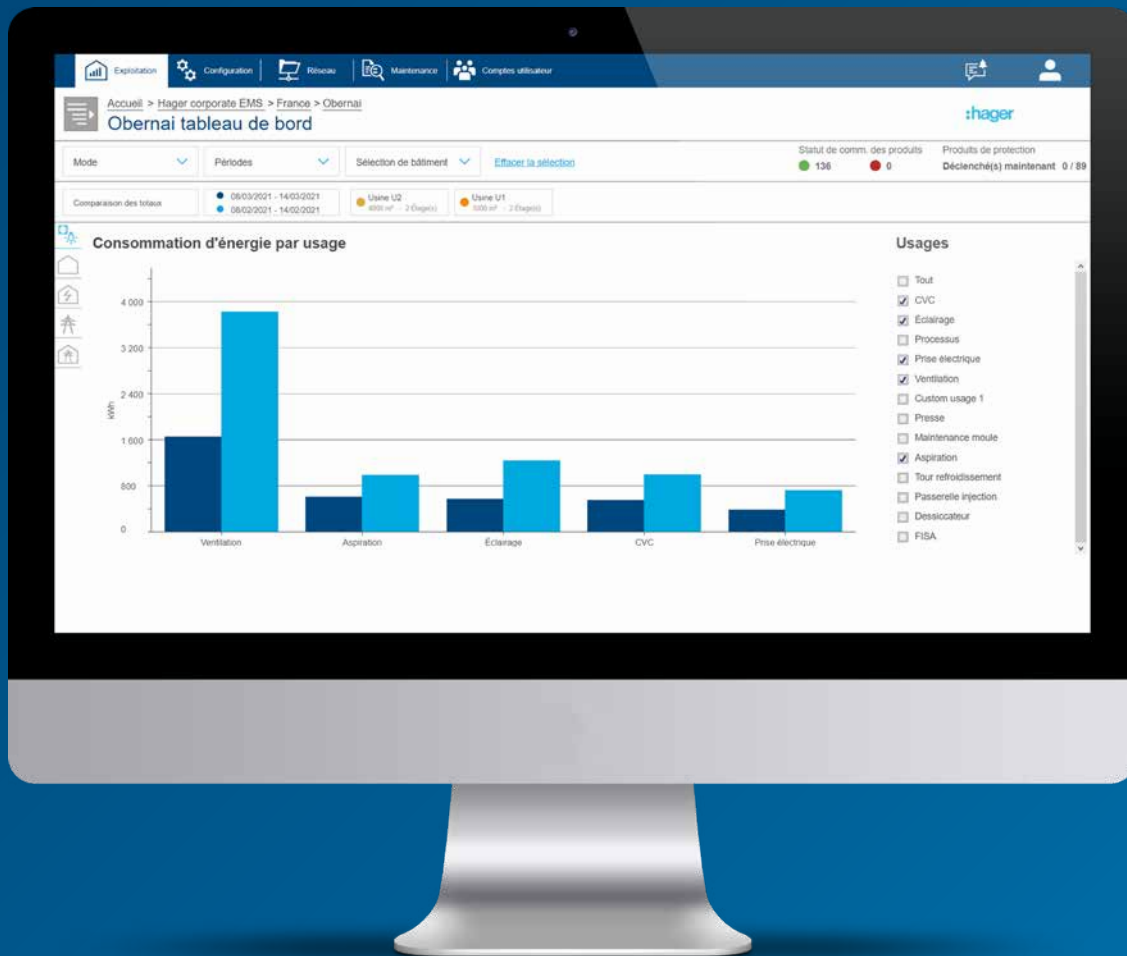 Exploitation
Configuration
Réseau
Maintenance
Comptes utilisateur
Accueil > Hager corporate EMS > France > Obernai
Obernai tableau de bord
:hager
Mode
Périodes
Sélection de bâtiment
Effacer la sélection
Statut de comm. des produits
136
0
Produits de protection
Déclenché(s) maintenant 0 / 89
Comparaison des totaux
08/03/2021 - 14/03/2021
08/02/2021 - 14/02/2021
Usine U2
2 Étage(s)
Usine U1
2 Étage(s)
Consommation d'énergie par usage
kWh
4 000
3 200
2 400
1 600
800
0
Ventilation
Aspiration
Éclairage
CVC
Prise électrique
Usages
Tout
CVC
Éclairage
Processus
Prise électrique
Ventilation
Custom usage 1
Presse
Maintenance moule
Aspiration
Tour refroidissement
Passerelle injection
Dessiccateur
FISA